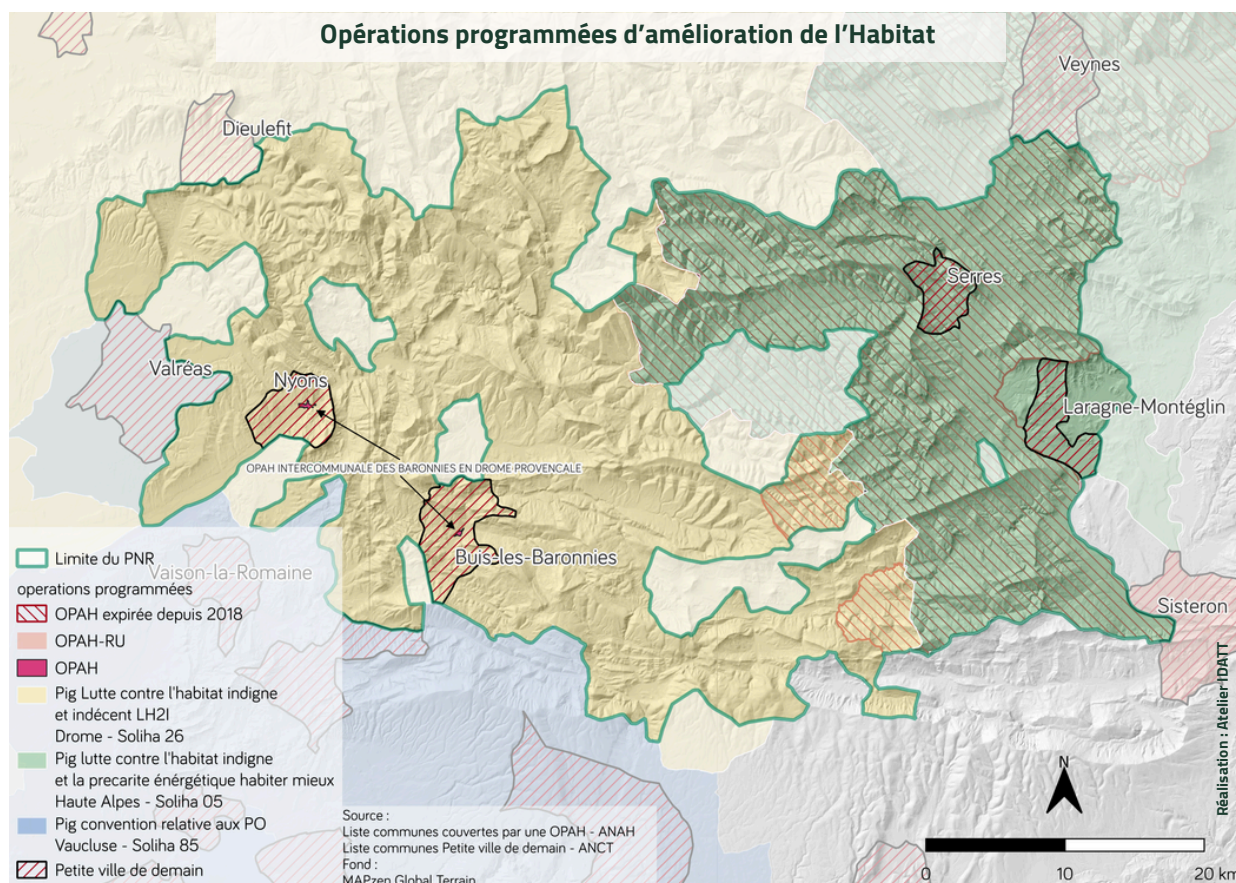 Opérations programmées d'amélioration de l'Habitat
Veynes
Dieulefit
Serres
Valréas
Nyons
Laragne-Montéglin
OPAH INTERCOMMUNALE DES BARONNIES EN DROME PROVENCALE
Buis-les-Baronnies
Vaison-la-Romaine
Sisteron
Limite du PNR
operations programmées
OPAH expirée depuis 2018
OPAH-RU
OPAH
Pig Lutte contre l'habitat indigne
et indécent LH2I
Drome - Soliha 26
Pig lutte contre l'habitat indigne
et la precarite énérgétique habiter mieux
Haute Alpes - Soliha 05
Pig convention relative aux PO
Vaucluse - Soliha 85
Petite ville de demain
Source :
Liste communes couvertes par une OPAH - ANAH
Liste communes Petite ville de demain - ANCT
Fond :
MAPzen Global Terrain
N
0 10 20 km
Réalisation : Atelier IDATT